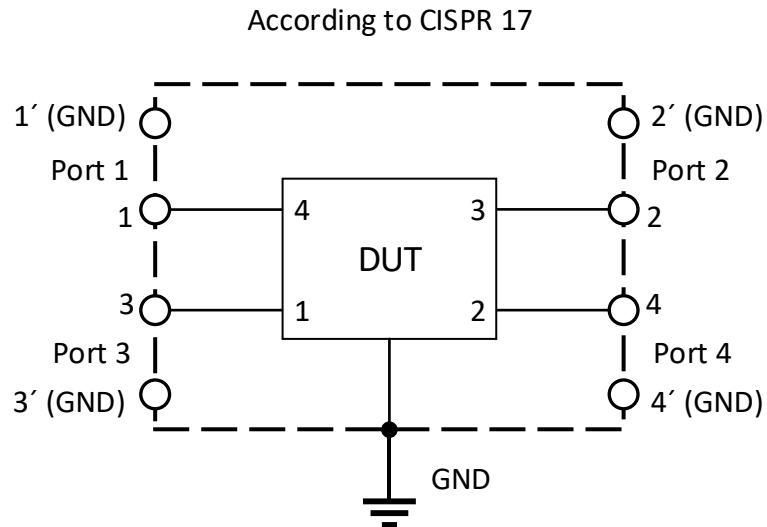 According to CISPR 17
1´ (GND) 2´ (GND)
Port 1 Port 2
1 4 3 2
DUT
3 1 2 4
Port 3 Port 4
3´ (GND) 4´ (GND)
GND